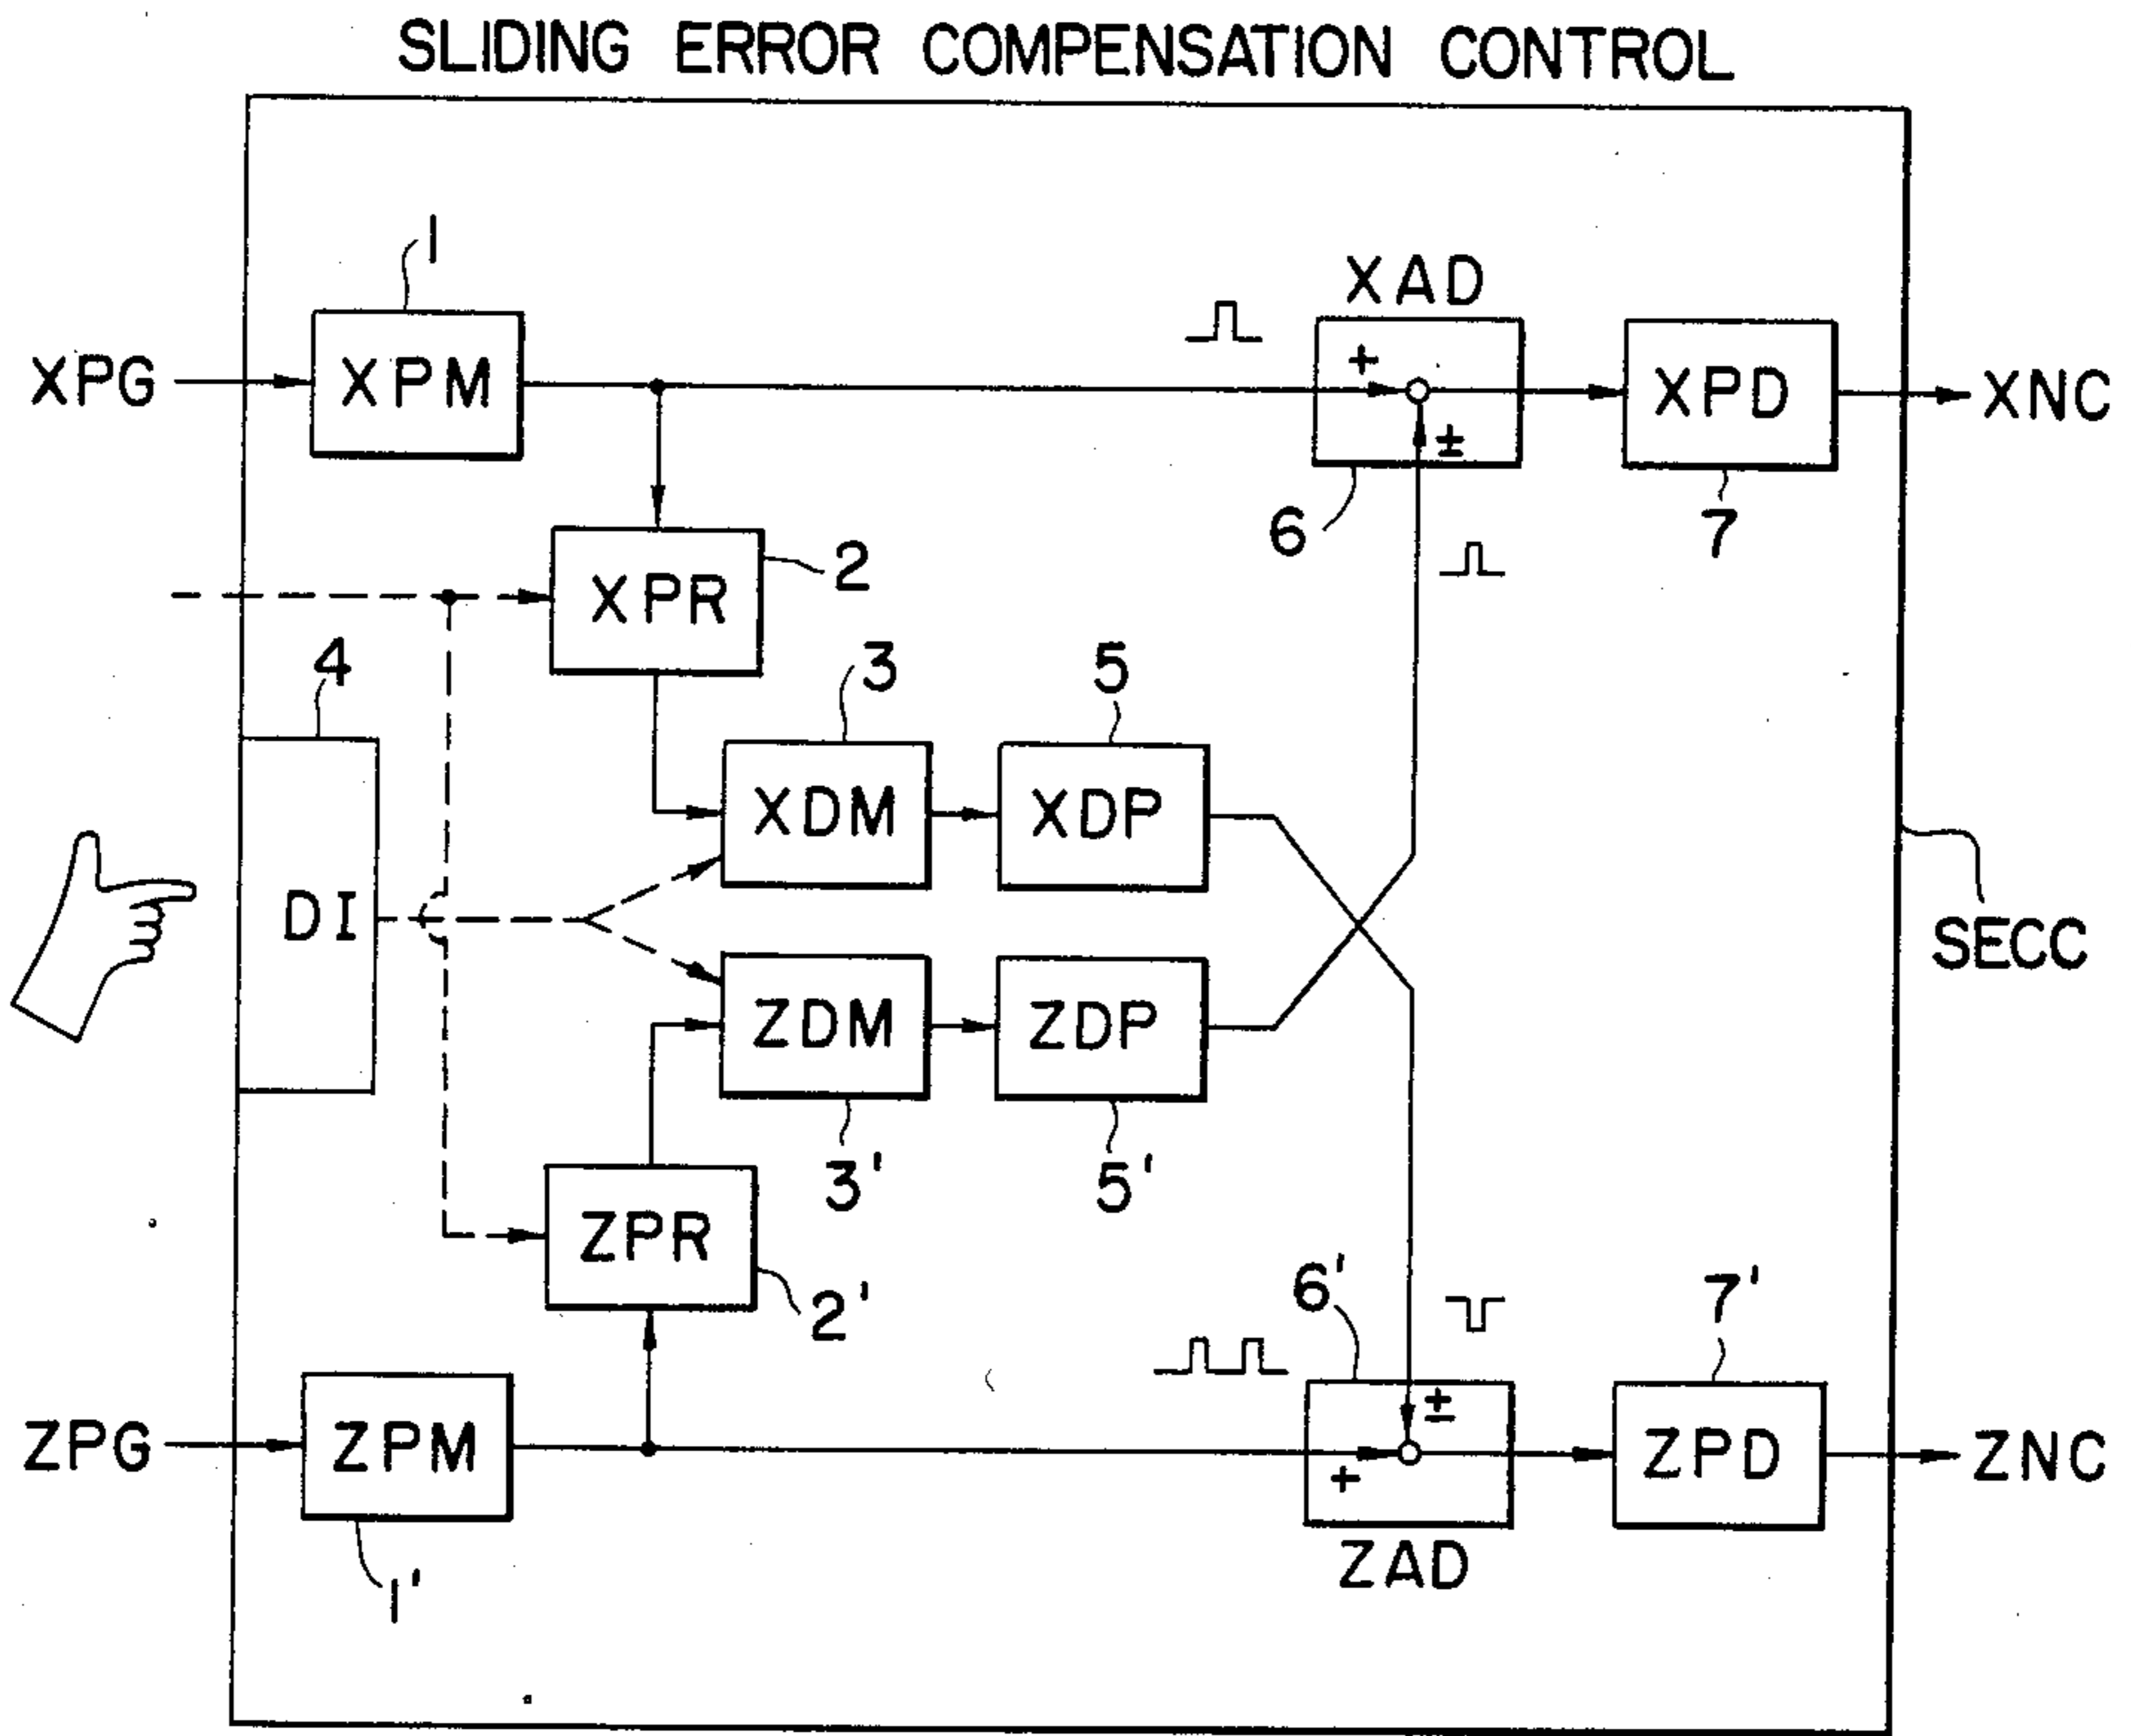 SLIDING ERROR COMPENSATION CONTROL
1
XAD
XPG
XPM
+
±
XPD
XNC
6
7
XPR
2
4
3
5
XDM
XDP
DI
SECC
ZDM
ZDP
3'
5'
ZPR
2'
6'
7'
ZPG
ZPM
±
+
ZPD
ZNC
1'
ZAD